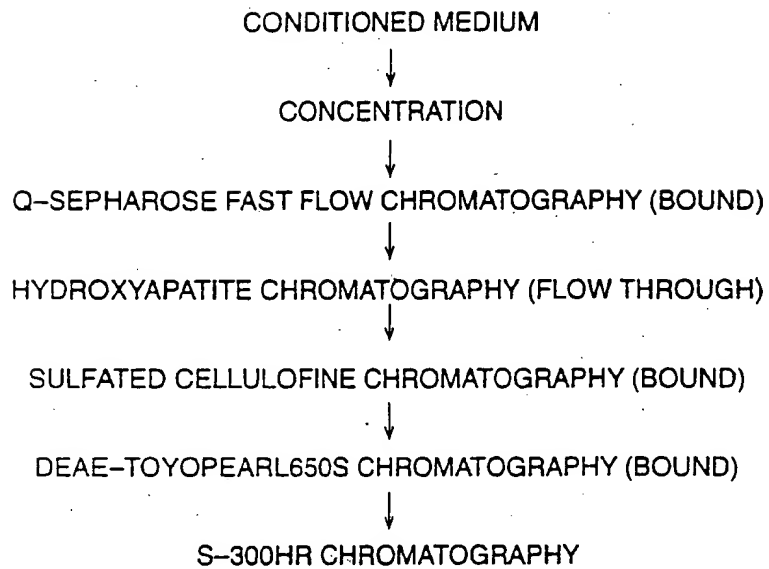 CONDITIONED MEDIUM
CONCENTRATION
Q–SEPHAROSE FAST FLOW CHROMATOGRAPHY (BOUND)
HYDROXYAPATITE CHROMATOGRAPHY (FLOW THROUGH)
SULFATED CELLULOFINE CHROMATOGRAPHY (BOUND)
DEAE–TOYOPEARL650S CHROMATOGRAPHY (BOUND)
S–300HR CHROMATOGRAPHY